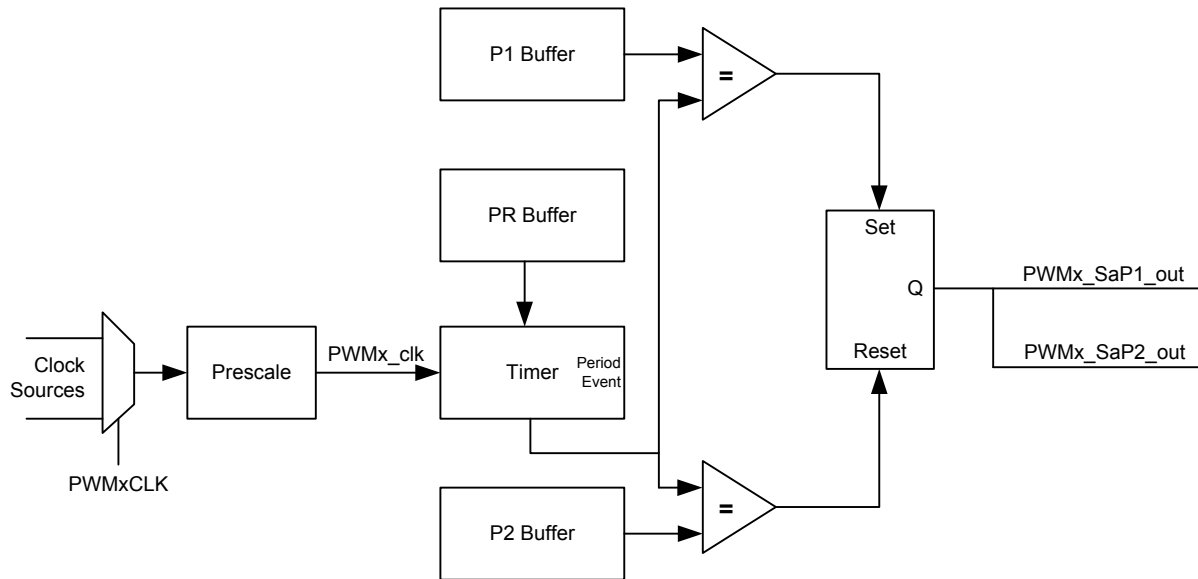 P1 Buffer
=
PR Buffer
Set
Q
PWMx_SaP1_out
Clock
Sources
Prescale
PWMx_clk
Timer
Period
Event
Reset
PWMx_SaP2_out
PWMxCLK
P2 Buffer
=